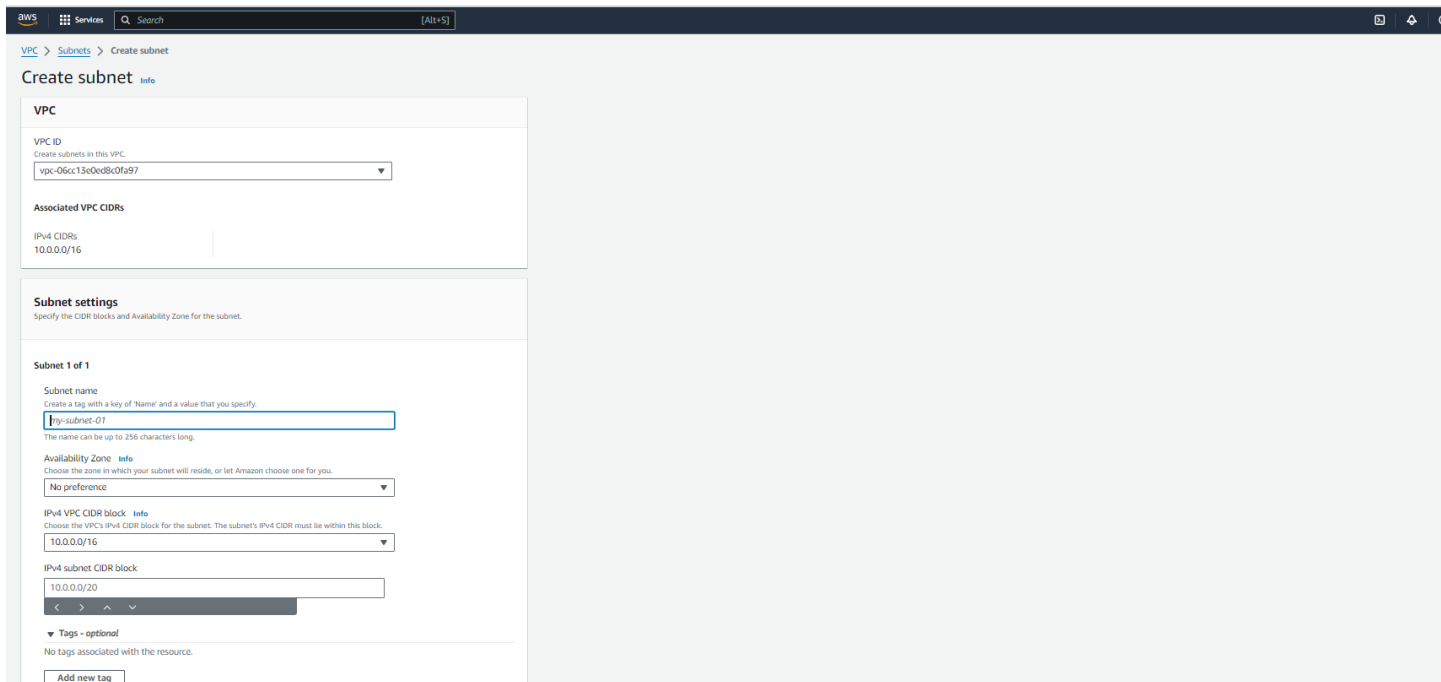 aws Services Search [Alt+S]
VPC > Subnets > Create subnet
Create subnet Info
VPC
VPC ID
Create subnets in this VPC.
vpc-06cc13e0ed8c0fa97
Associated VPC CIDRs
IPv4 CIDRs
10.0.0.0/16
Subnet settings
Specify the CIDR blocks and Availability Zone for the subnet.
Subnet 1 of 1
Subnet name
Create a tag with a key of 'Name' and a value that you specify.
my-subnet-01
The name can be up to 256 characters long.
Availability Zone Info
Choose the zone in which your subnet will reside, or let Amazon choose one for you.
No preference
IPv4 VPC CIDR block Info
Choose the VPC's IPv4 CIDR block for the subnet. The subnet's IPv4 CIDR must lie within this block.
10.0.0.0/16
IPv4 subnet CIDR block
10.0.0.0/20
Tags - optional
No tags associated with the resource.
Add new tag